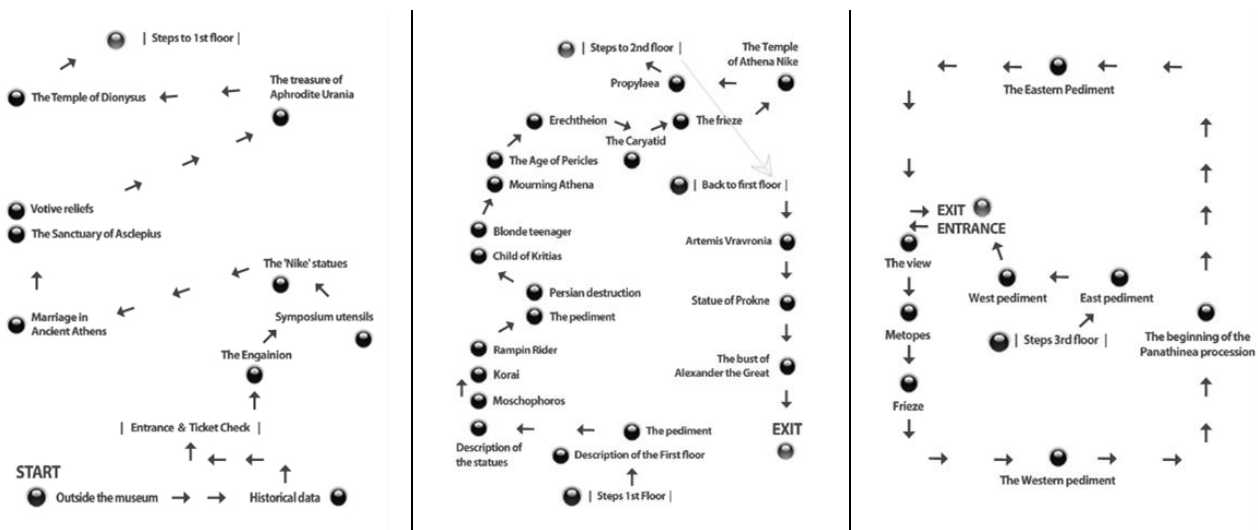 | Steps to 1st floor |
The Temple of Dionysus
The treasure of
Aphrodite Urania
Votive reliefs
The Sanctuary of Asclepius
The 'Nike' statues
Marriage in
Ancient Athens
Symposium utensils
The Engainion
| Entrance & Ticket Check |
START
Outside the museum
Historical data
| Steps to 2nd floor |
The Temple
of Athena Nike
Propylaea
Erechtheion
The frieze
The Caryatid
The Age of Pericles
Mourning Athena
| Back to first floor |
Blonde teenager
Artemis Vravronia
Child of Kritias
Persian destruction
Statue of Prokne
The pediment
Rampin Rider
The bust of
Alexander the Great
Korai
Moschophoros
The pediment
EXIT
Description of
the statues
Description of the First floor
| Steps 1st Floor |
The Eastern Pediment
EXIT
ENTRANCE
The view
West pediment
East pediment
Metopes
| Steps 3rd floor |
The beginning of the
Panathinea procession
Frieze
The Western pediment